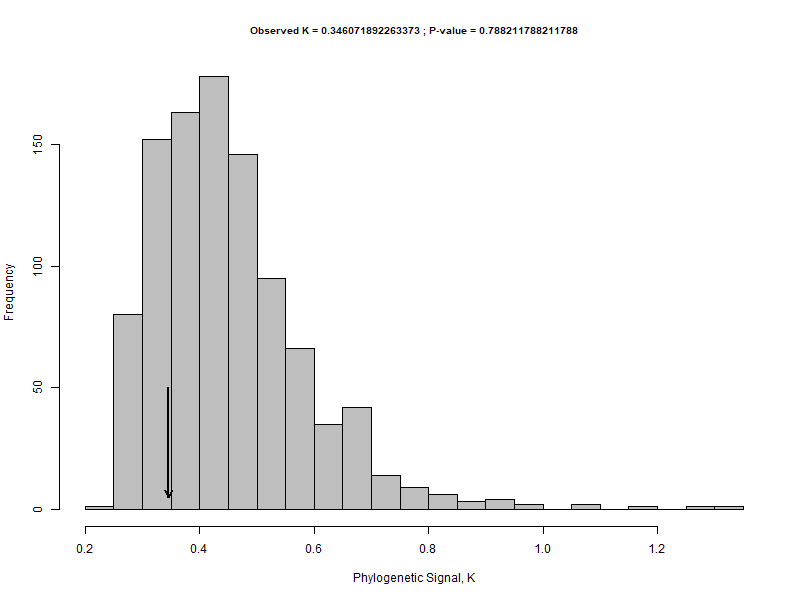 Observed K = 0.346071892263373 ; P-value = 0.788211788211788
150
100
50
0
Frequency
0.2 0.4 0.6 0.8 1.0 1.2
Phylogenetic Signal, K